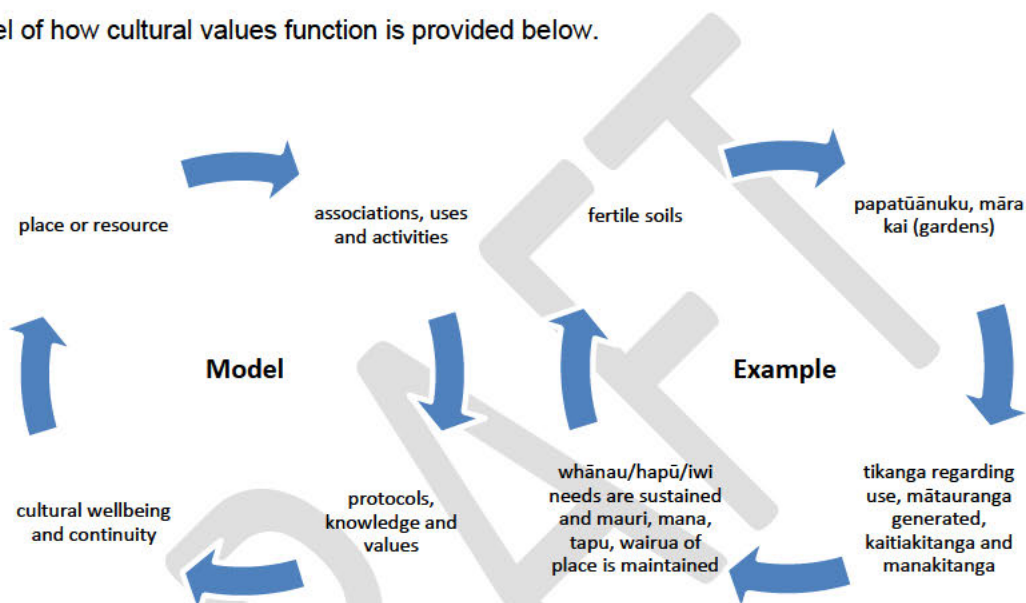 el of how cultural values function is provided below.
place or resource
associations, uses
and activities
Model
protocols,
knowledge and
values
cultural wellbeing
and continuity
fertile soils
papatūānuku, māra
kai (gardens)
Example
tikanga regarding
use, mātauranga
generated,
kaitiakitanga and
manakitanga
whānau/hapū/iwi
needs are sustained
and mauri, mana,
tapu, wairua of
place is maintained
DRAFT